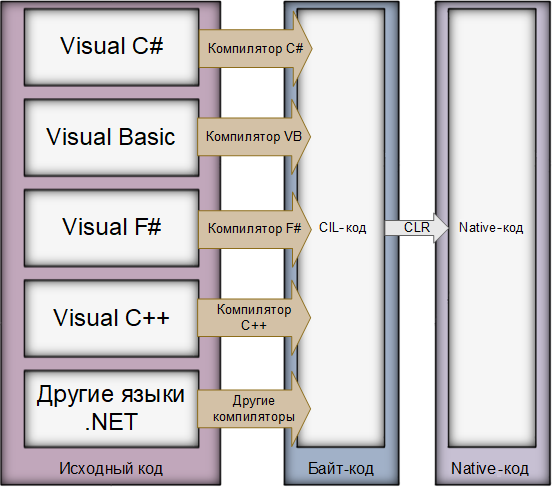 Visual C#
Компилятор C#
Visual Basic
Компилятор VB
Visual F#
Компилятор F#
CIL-код
CLR
Native-код
Visual C++
Компилятор
C++
Другие языки
.NET
Другие
компиляторы
Исходный код
Байт-код
Native-код